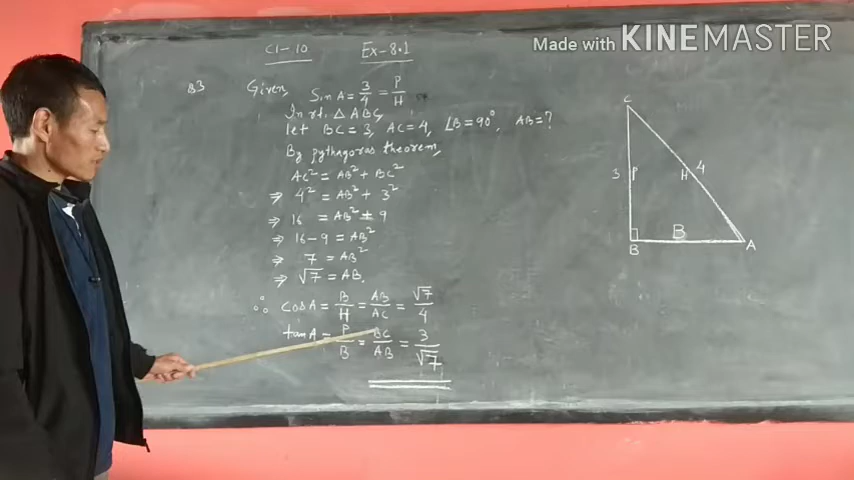 Made with KINEMASTER
Cl-10 Ex-8.1
Q3 Given, Sin A = 3/4 = P/H
In rt. △ ABC,
let BC = 3, AC = 4, ∠B = 90°, AB = ?
By pythagoras theorem,
AC² = AB² + BC²
⇒ 4² = AB² + 3²
⇒ 16 = AB² + 9
⇒ 16 - 9 = AB²
⇒ 7 = AB²
⇒ √7 = AB.
∴ cos A = B/H = AB/AC = √7/4
tan A = P/B = BC/AB = 3/√7
C
3 P H 4
B
B A